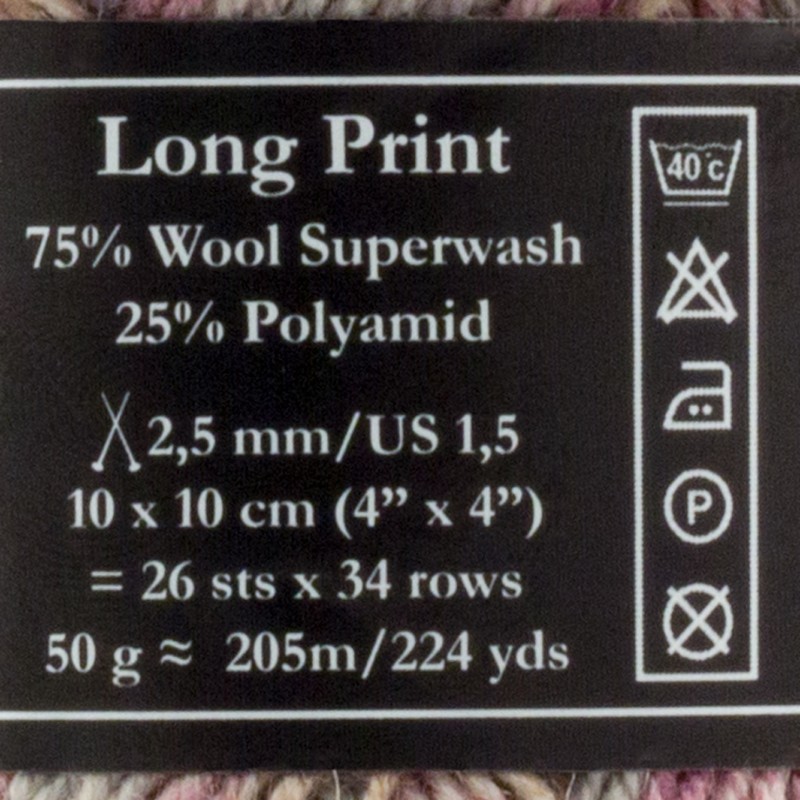 Long Print
75% Wool Superwash
25% Polyamid
2,5 mm/US 1,5
10 x 10 cm (4” x 4”)
= 26 sts x 34 rows
50 g ≈ 205m/224 yds
40°c
P